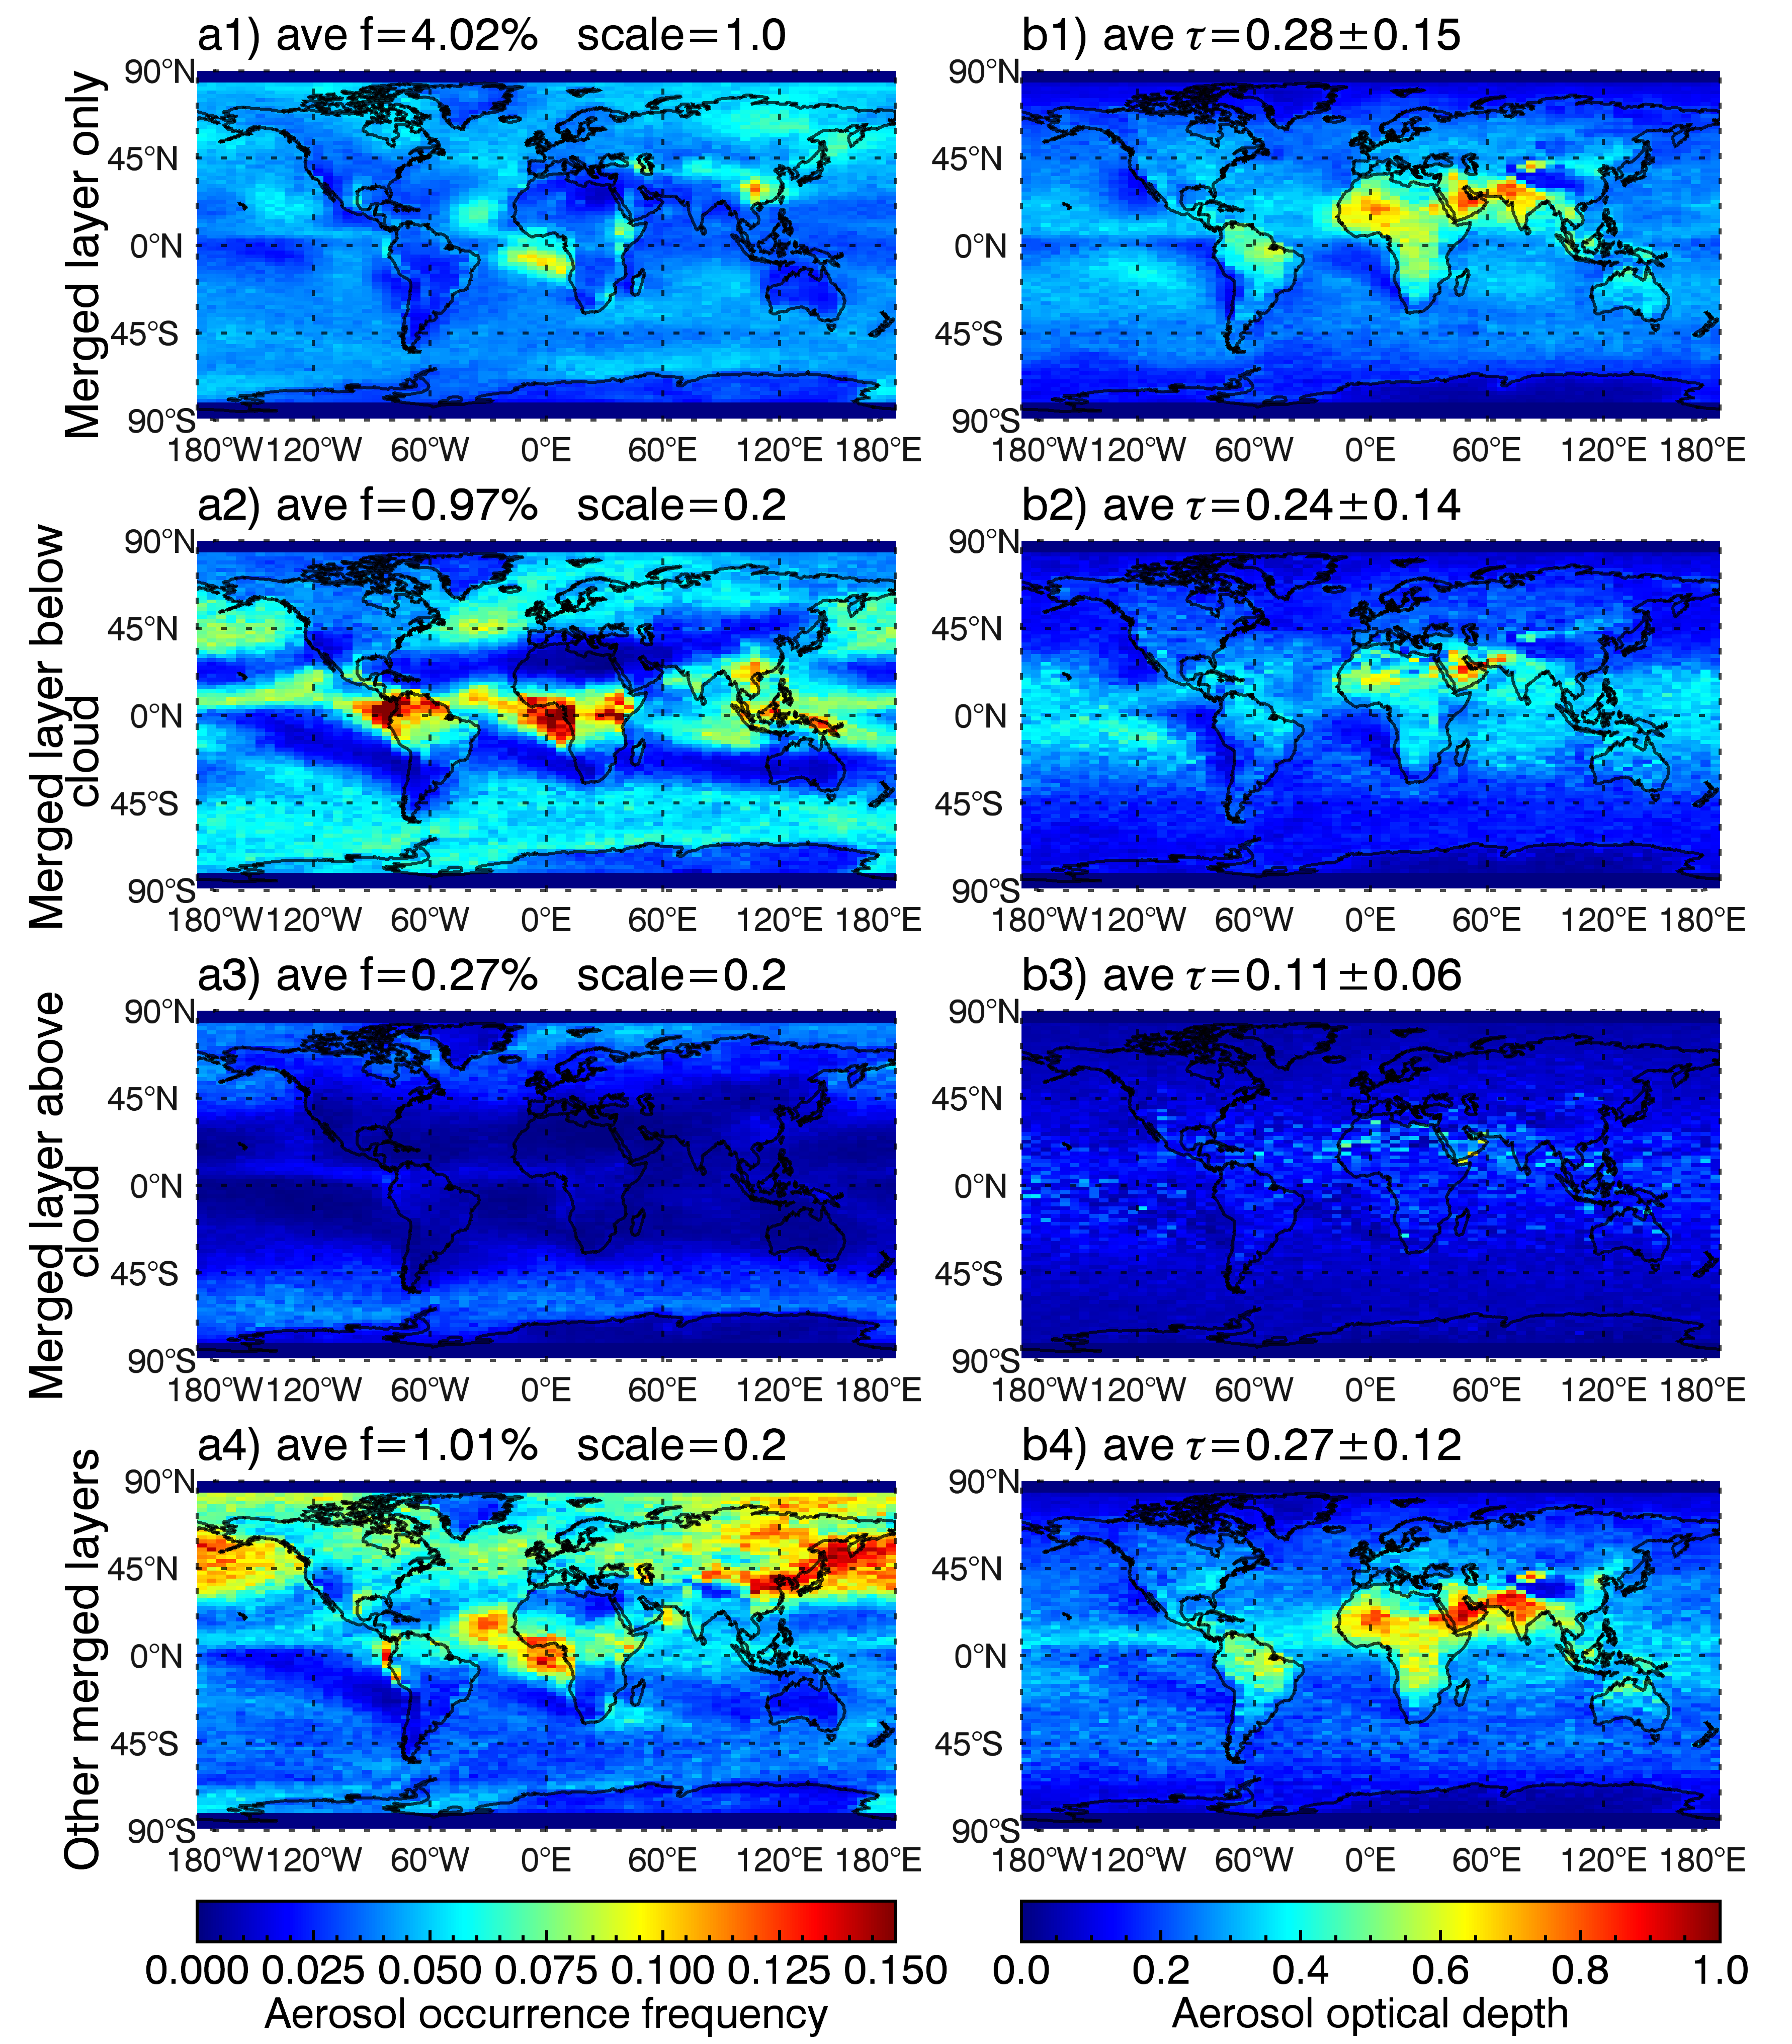 a1) ave f=4.02%   scale=1.0
b1) ave τ=0.28±0.15
Merged layer only
90°N
45°N
0°N
45°S
90°S
180°W 120°W 60°W 0°E 60°E 120°E 180°E
90°N
45°N
0°N
45°S
90°S
180°W 120°W 60°W 0°E 60°E 120°E 180°E
a2) ave f=0.97%   scale=0.2
b2) ave τ=0.24±0.14
Merged layer below
cloud
90°N
45°N
0°N
45°S
90°S
180°W 120°W 60°W 0°E 60°E 120°E 180°E
90°N
45°N
0°N
45°S
90°S
180°W 120°W 60°W 0°E 60°E 120°E 180°E
a3) ave f=0.27%   scale=0.2
b3) ave τ=0.11±0.06
Merged layer above
cloud
90°N
45°N
0°N
45°S
90°S
180°W 120°W 60°W 0°E 60°E 120°E 180°E
90°N
45°N
0°N
45°S
90°S
180°W 120°W 60°W 0°E 60°E 120°E 180°E
a4) ave f=1.01%   scale=0.2
b4) ave τ=0.27±0.12
Other merged layers
90°N
45°N
0°N
45°S
90°S
180°W 120°W 60°W 0°E 60°E 120°E 180°E
90°N
45°N
0°N
45°S
90°S
180°W 120°W 60°W 0°E 60°E 120°E 180°E
0.000 0.025 0.050 0.075 0.100 0.125 0.150
Aerosol occurrence frequency
0.0 0.2 0.4 0.6 0.8 1.0
Aerosol optical depth